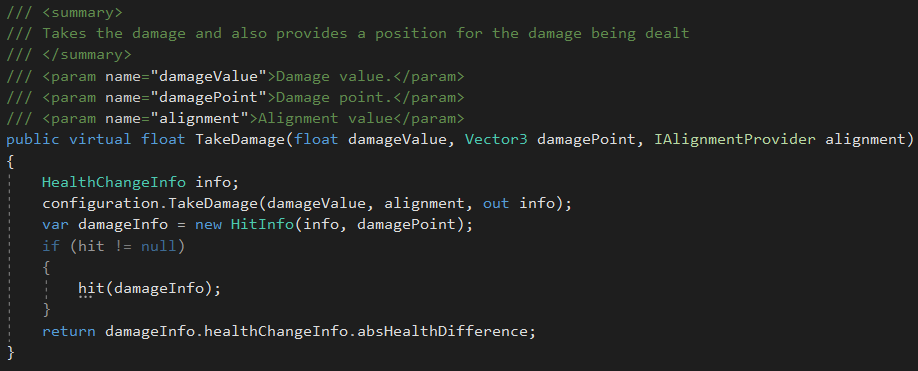 /// <summary>
/// Takes the damage and also provides a position for the damage being dealt
/// </summary>
/// <param name="damageValue">Damage value.</param>
/// <param name="damagePoint">Damage point.</param>
/// <param name="alignment">Alignment value</param>
public virtual float TakeDamage(float damageValue, Vector3 damagePoint, IAlignmentProvider alignment)
{
    HealthChangeInfo info;
    configuration.TakeDamage(damageValue, alignment, out info);
    var damageInfo = new HitInfo(info, damagePoint);
    if (hit != null)
    {
        hit(damageInfo);
    }
    return damageInfo.healthChangeInfo.absHealthDifference;
}